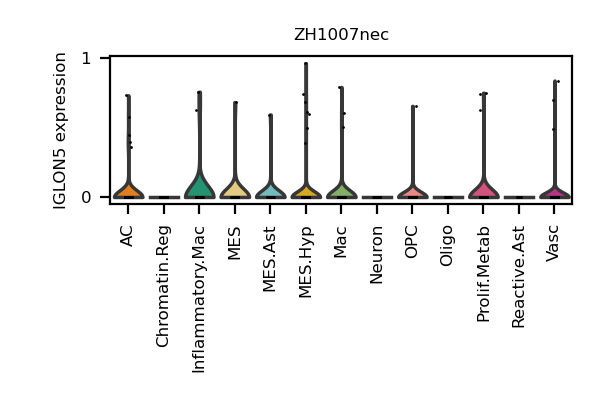 ZH1007nec
IGLON5 expression
1
0
AC
Chromatin.Reg
Inflammatory.Mac
MES
MES.Ast
MES.Hyp
Mac
Neuron
OPC
Oligo
Prolif.Metab
Reactive.Ast
Vasc